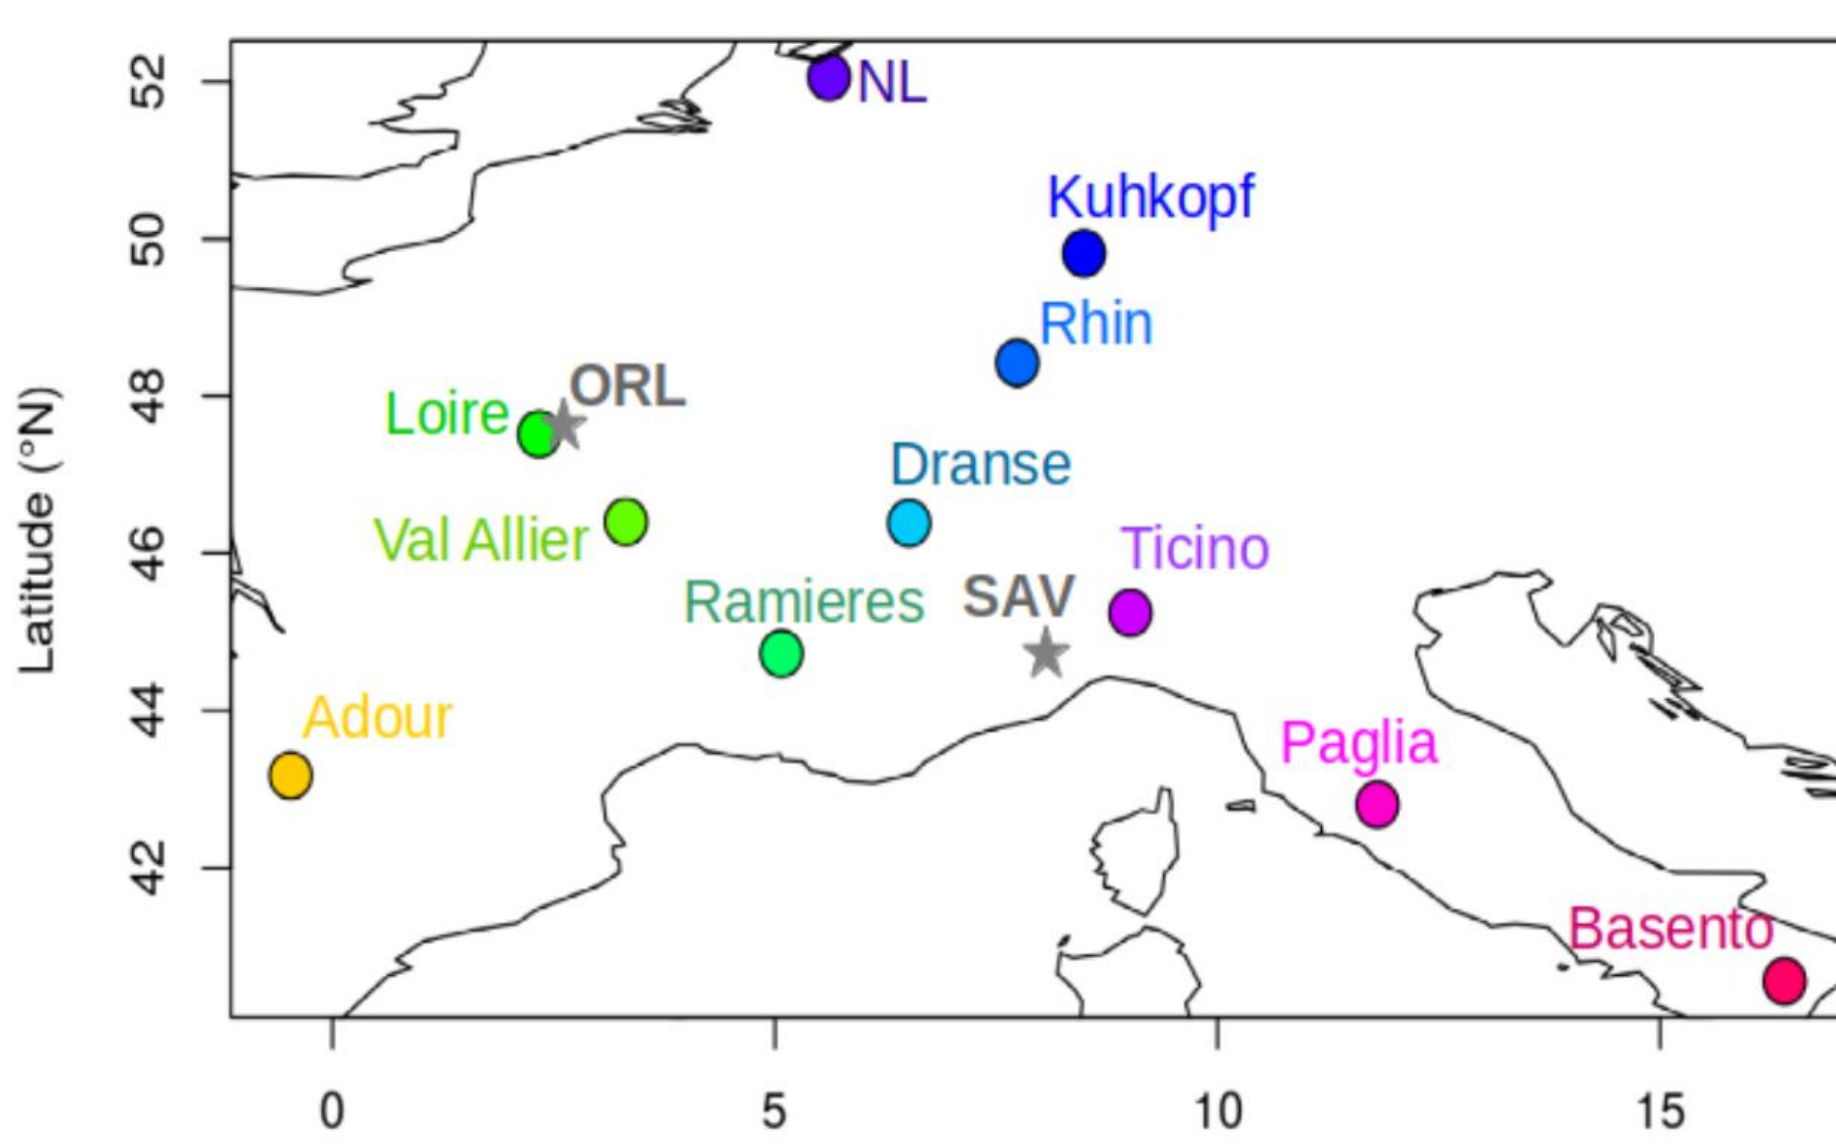 52
NL
Kuhkopf
50
Rhin
48
ORL
Loire
Dranse
Latitude (°N)
Val Allier
46
Ticino
SAV
Ramieres
44
Adour
Paglia
42
Basento
0
5
10
15